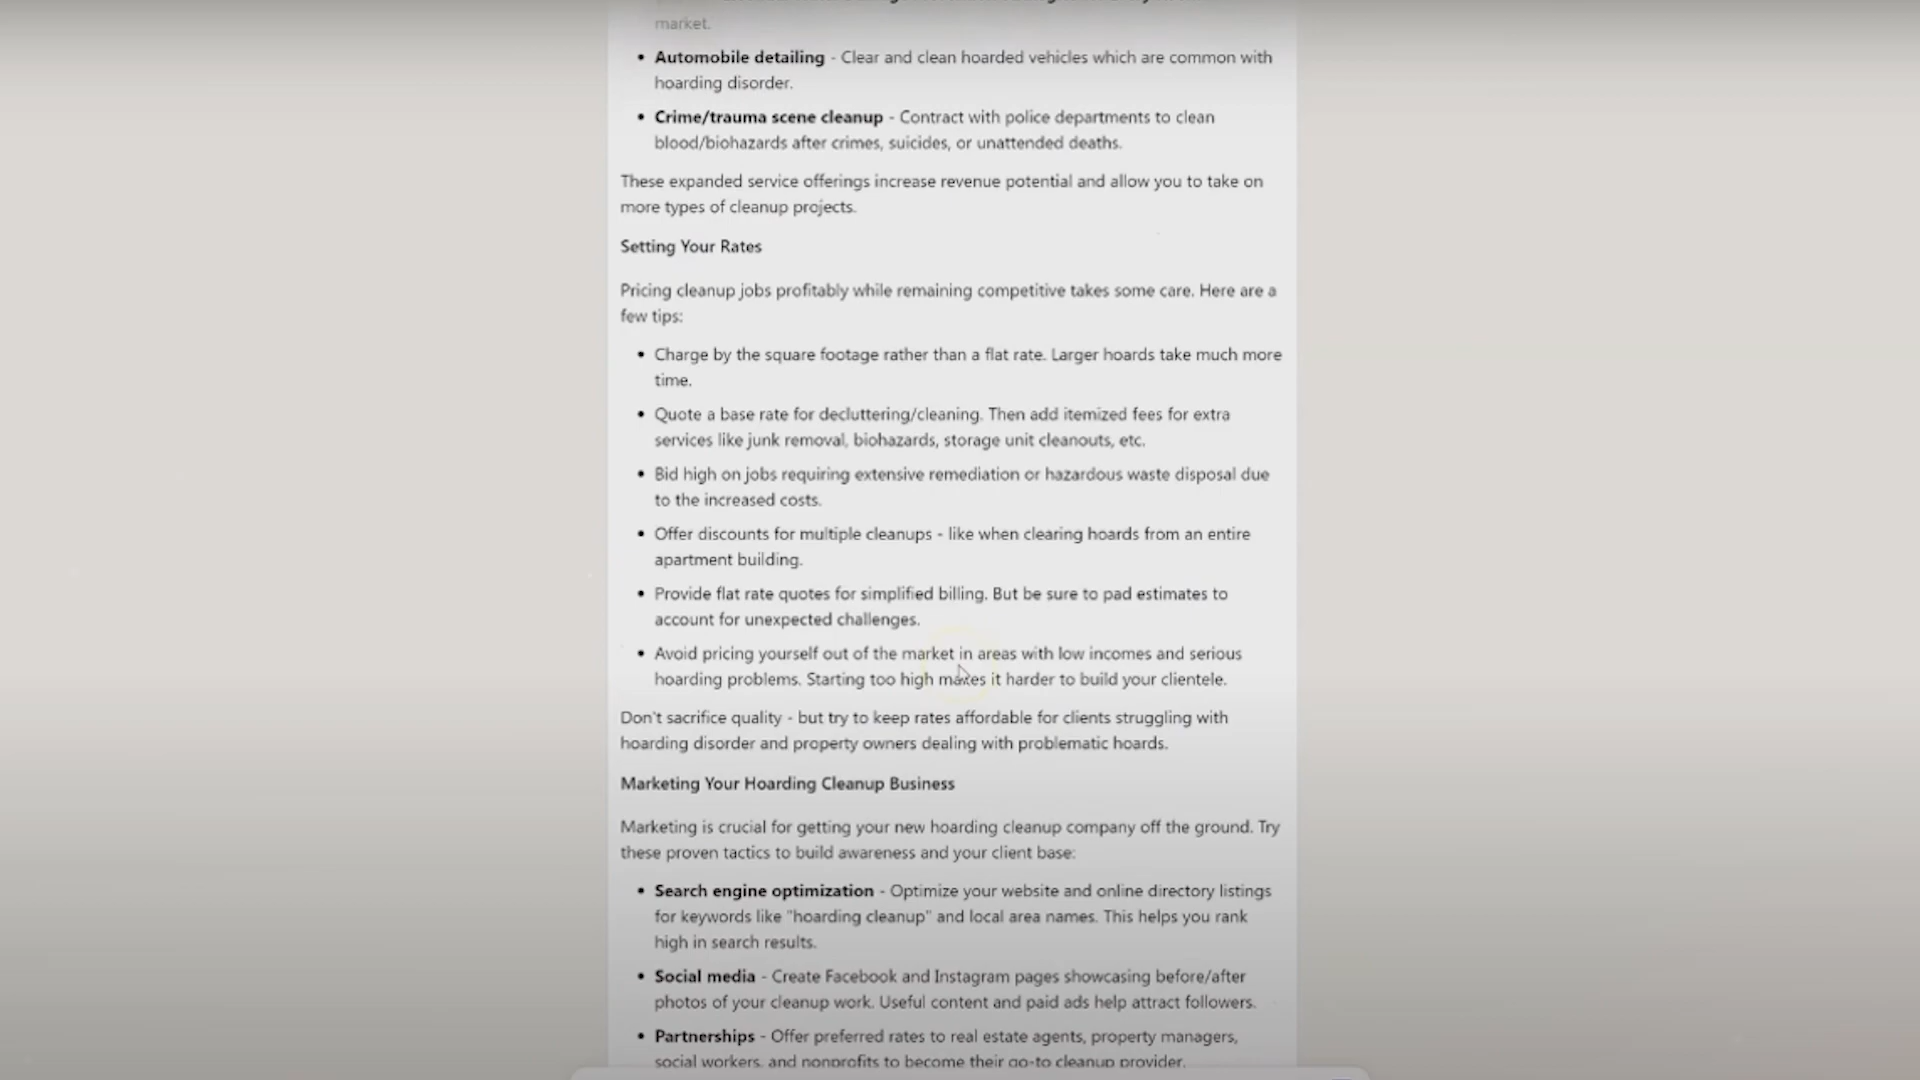 market.
• Automobile detailing - Clear and clean hoarded vehicles which are common with
hoarding disorder.
• Crime/trauma scene cleanup - Contract with police departments to clean
blood/biohazards after crimes, suicides, or unattended deaths.
These expanded service offerings increase revenue potential and allow you to take on
more types of cleanup projects.
Setting Your Rates
Pricing cleanup jobs profitably while remaining competitive takes some care. Here are a
few tips:
• Charge by the square footage rather than a flat rate. Larger hoards take much more
time.
• Quote a base rate for decluttering/cleaning. Then add itemized fees for extra
services like junk removal, biohazards, storage unit cleanouts, etc.
• Bid high on jobs requiring extensive remediation or hazardous waste disposal due
to the increased costs.
• Offer discounts for multiple cleanups - like when clearing hoards from an entire
apartment building.
• Provide flat rate quotes for simplified billing. But be sure to pad estimates to
account for unexpected challenges.
• Avoid pricing yourself out of the market in areas with low incomes and serious
hoarding problems. Starting too high makes it harder to build your clientele.
Don't sacrifice quality - but try to keep rates affordable for clients struggling with
hoarding disorder and property owners dealing with problematic hoards.
Marketing Your Hoarding Cleanup Business
Marketing is crucial for getting your new hoarding cleanup company off the ground. Try
these proven tactics to build awareness and your client base:
• Search engine optimization - Optimize your website and online directory listings
for keywords like "hoarding cleanup" and local area names. This helps you rank
high in search results.
• Social media - Create Facebook and Instagram pages showcasing before/after
photos of your cleanup work. Useful content and paid ads help attract followers.
• Partnerships - Offer preferred rates to real estate agents, property managers,
social workers, and nonprofits to become their go-to cleanup provider.